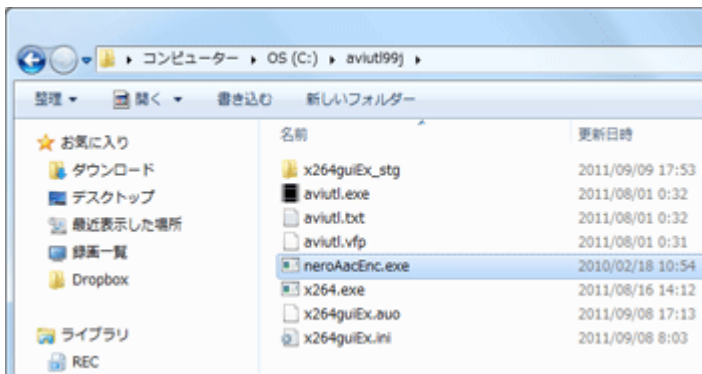 コンピューター ▸ OS (C:) ▸ aviutl99j ▸
整理 開く 書き込む 新しいフォルダー
お気に入り
ダウンロード
デスクトップ
最近表示した場所
録画一覧
Dropbox
ライブラリ
REC
名前 更新日時
x264guiEx_stg 2011/09/09 17:53
aviutl.exe 2011/08/01 0:32
aviutl.txt 2011/08/01 0:32
aviutl.vfp 2011/08/01 0:31
neroAacEnc.exe 2010/02/18 10:54
x264.exe 2011/08/16 14:12
x264guiEx.auo 2011/09/08 17:13
x264guiEx.ini 2011/09/08 8:03